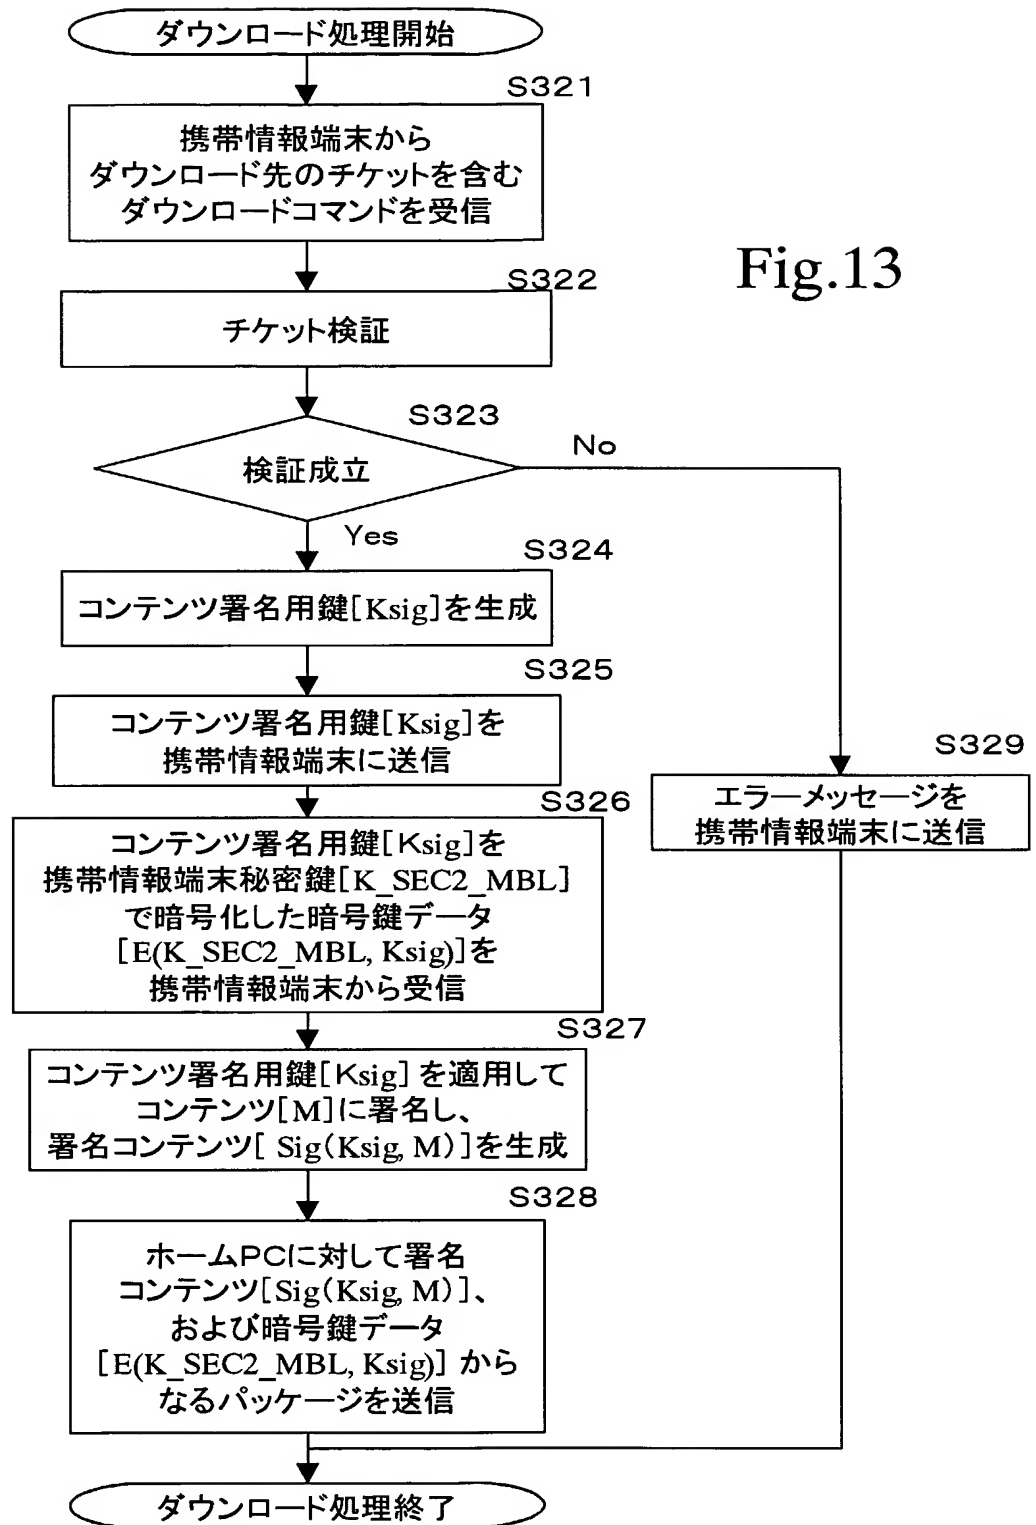 ダウンロード処理開始
S321
携帯情報端末から
ダウンロード先のチケットを含む
ダウンロードコマンドを受信
Fig.13
S322
チケット検証
S323
検証成立
No
Yes
S324
コンテンツ署名用鍵[Ksig]を生成
S325
コンテンツ署名用鍵[Ksig]を
携帯情報端末に送信
S329
エラーメッセージを
携帯情報端末に送信
S326
コンテンツ署名用鍵[Ksig]を
携帯情報端末秘密鍵[K_SEC2_MBL]
で暗号化した暗号鍵データ
[E(K_SEC2_MBL, Ksig)]を
携帯情報端末から受信
S327
コンテンツ署名用鍵[Ksig]を適用して
コンテンツ[M]に署名し、
署名コンテンツ[ Sig(Ksig, M)]を生成
S328
ホームPCに対して署名
コンテンツ[Sig(Ksig, M)]、
および暗号鍵データ
[E(K_SEC2_MBL, Ksig)] から
なるパッケージを送信
ダウンロード処理終了